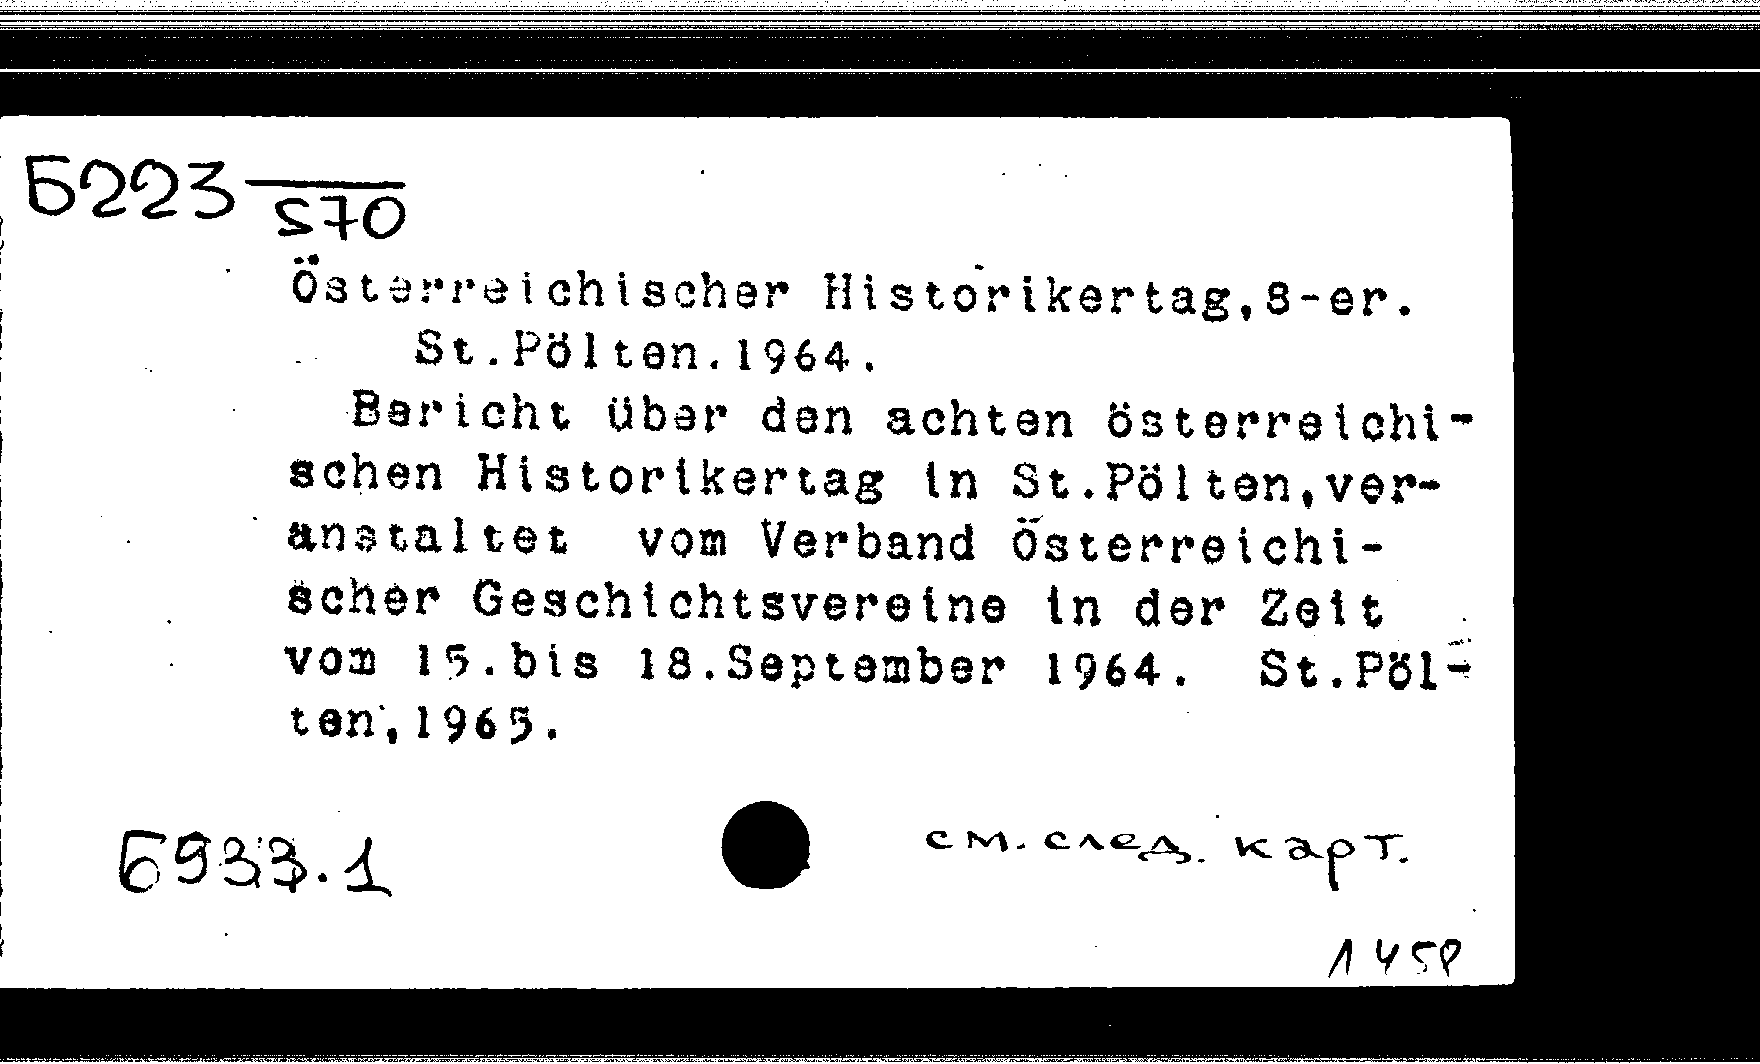 Б223 570
Österreichischer Historikertag,8-er.
St.Pölten.1964.
Bericht über den achten österreichi-
schen Historikertag in St.Pölten,ver-
anstaltet vom Verband Österreichi-
scher Geschichtsvereine in der Zeit
vom 15.bis 18.September 1964. St.Pöl-
ten,1965.
Б933.1
см. след. карт.